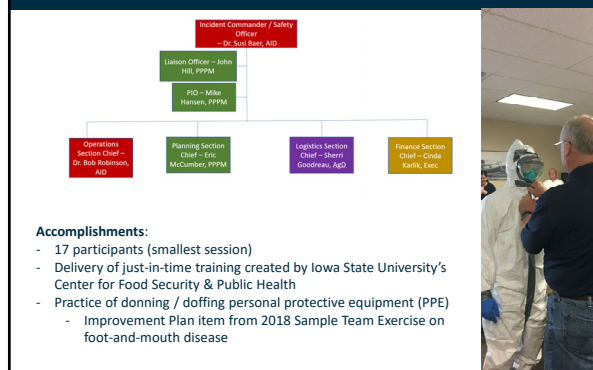 Incident Commander / Safety
Officer
– Dr. Susi Baer, AID
Liaison Officer – John
Hill, PPPM
PIO – Mike
Hansen, PPPM
Operations
Section Chief –
Dr. Bob Robinson,
AID
Planning Section
Chief – Eric
McCumber, PPPM
Logistics Section
Chief – Sherri
Goodreau, AgD
Finance Section
Chief – Cinda
Karlik, Exec
Accomplishments:
- 17 participants (smallest session)
- Delivery of just-in-time training created by Iowa State University’s
Center for Food Security & Public Health
- Practice of donning / doffing personal protective equipment (PPE)
- Improvement Plan item from 2018 Sample Team Exercise on
foot-and-mouth disease